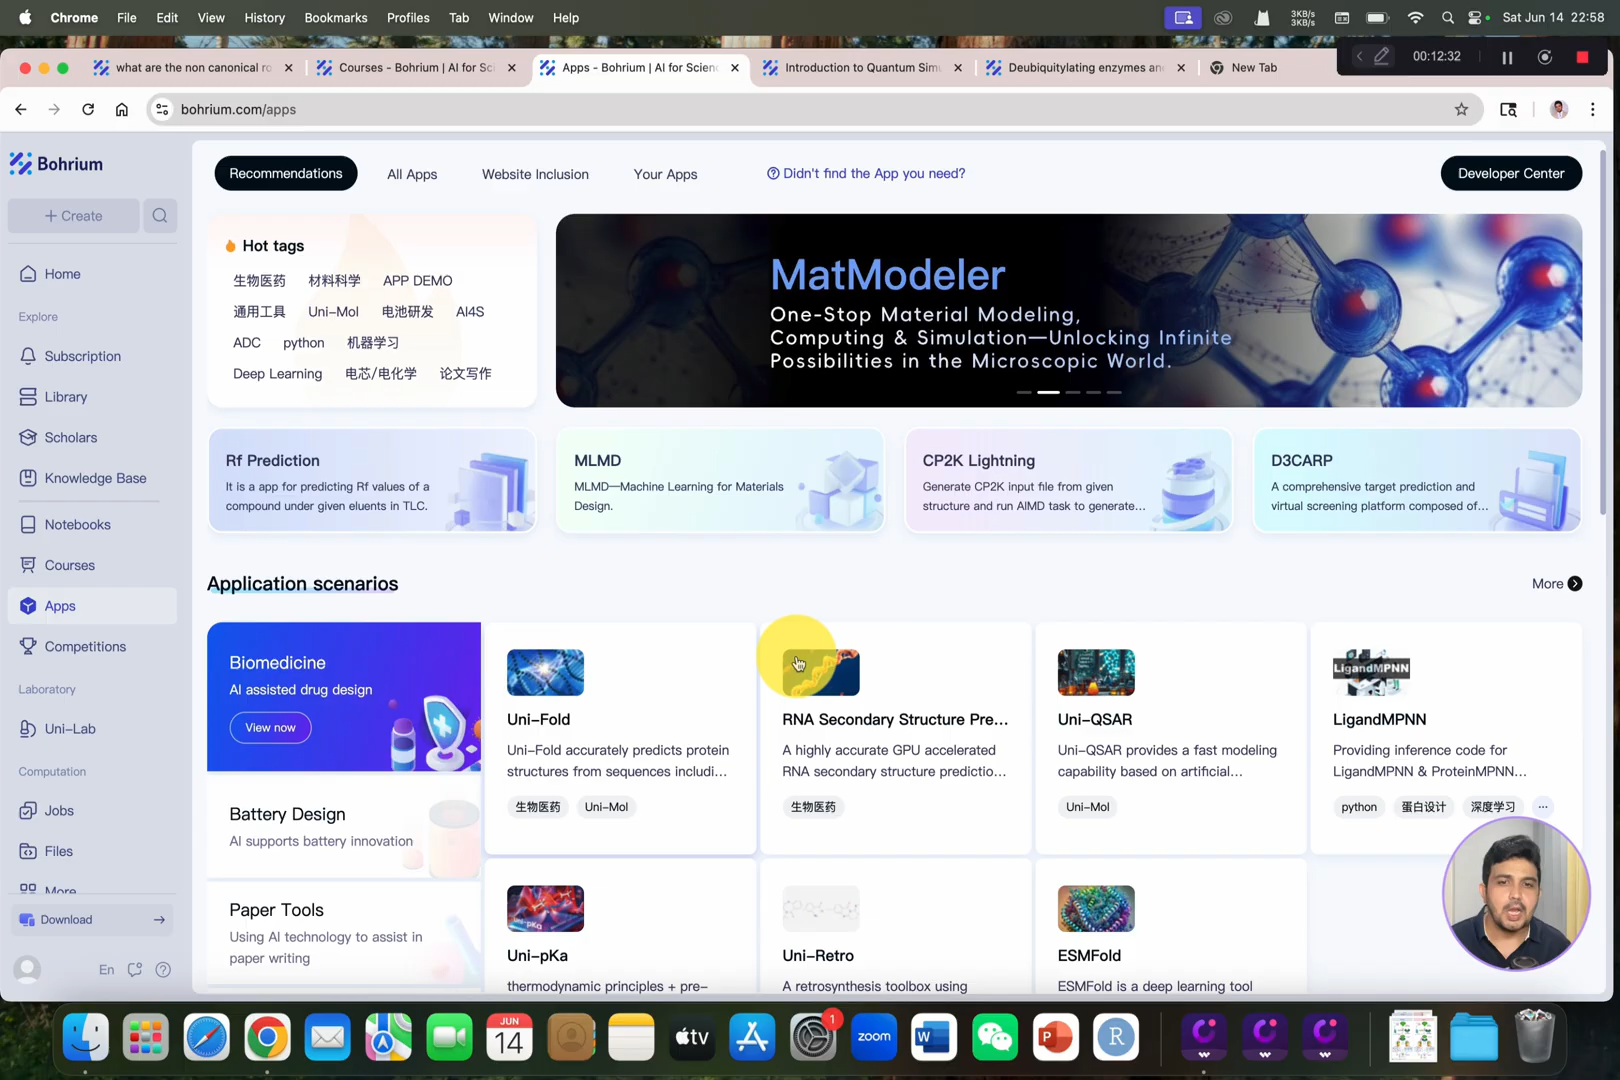 Chrome File Edit View History Bookmarks Profiles Tab Window Help
3KB/s
3KB/s
Sat Jun 14 22:58
what are the non canonical ro
Courses - Bohrium | AI for Sci
Apps - Bohrium | AI for Scien
Introduction to Quantum Simu
Deubiquitylating enzymes an
New Tab
00:12:32
bohrium.com/apps
Bohrium
+ Create
Home
Explore
Subscription
Library
Scholars
Knowledge Base
Notebooks
Courses
Apps
Competitions
Laboratory
Uni-Lab
Computation
Jobs
Files
More
Download
En
Recommendations
All Apps
Website Inclusion
Your Apps
Didn't find the App you need?
Developer Center
Hot tags
生物医药 材料科学 APP DEMO
通用工具 Uni-Mol 电池研发 AI4S
ADC python 机器学习
Deep Learning 电芯/电化学 论文写作
MatModeler
One-Stop Material Modeling,
Computing & Simulation—Unlocking Infinite
Possibilities in the Microscopic World.
Rf Prediction
It is a app for predicting Rf values of a
compound under given eluents in TLC.
MLMD
MLMD—Machine Learning for Materials
Design.
CP2K Lightning
Generate CP2K input file from given
structure and run AIMD task to generate...
D3CARP
A comprehensive target prediction and
virtual screening platform composed of...
Application scenarios
More
Biomedicine
AI assisted drug design
View now
Battery Design
AI supports battery innovation
Paper Tools
Using AI technology to assist in
paper writing
Uni-Fold
Uni-Fold accurately predicts protein
structures from sequences includi...
生物医药 Uni-Mol
RNA Secondary Structure Pre...
A highly accurate GPU accelerated
RNA secondary structure predictio...
生物医药
Uni-QSAR
Uni-QSAR provides a fast modeling
capability based on artificial...
Uni-Mol
LigandMPNN
LigandMPNN
Providing inference code for
LigandMPNN & ProteinMPNN...
python 蛋白设计 深度学习 ...
pKa
Uni-pKa
thermodynamic principles + pre-
Uni-Retro
A retrosynthesis toolbox using
ESMFold
ESMFold is a deep learning tool
JUN
14
tv
1
zoom
W
P
R